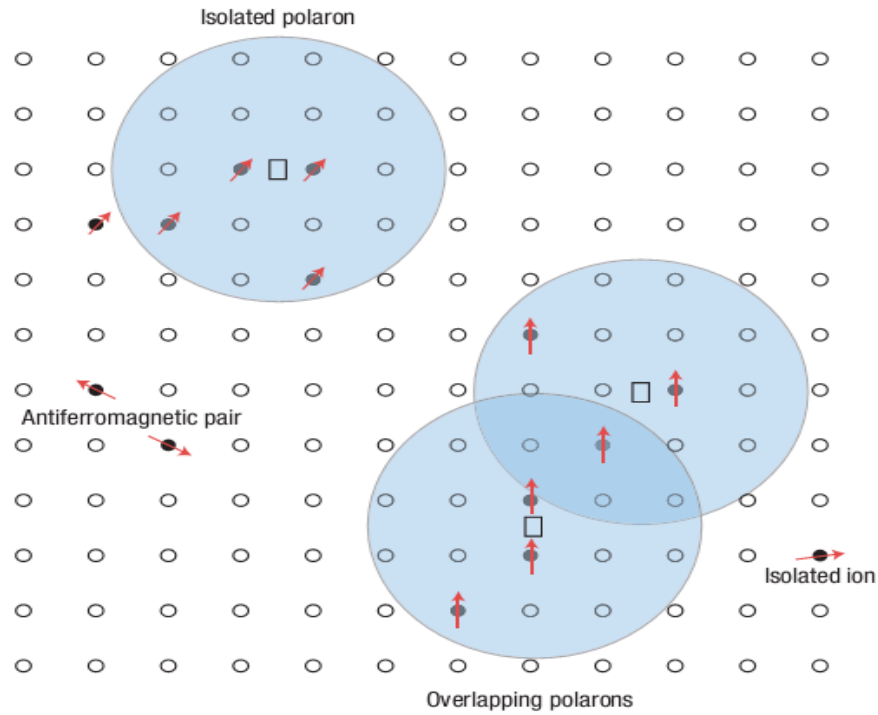 Isolated polaron
Antiferromagnetic pair
Isolated ion
Overlapping polarons